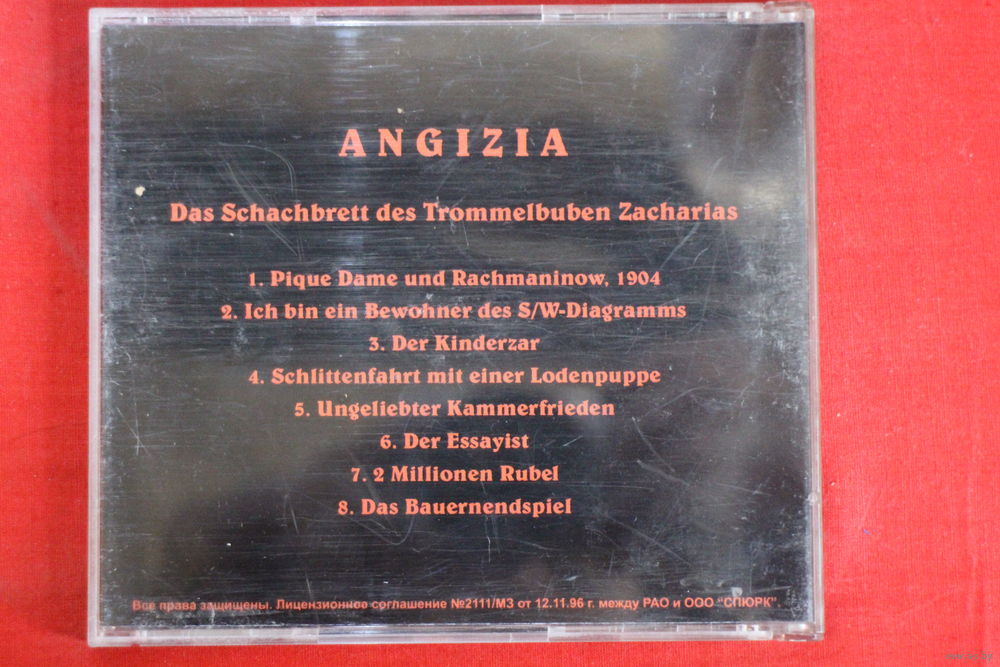 ANGIZIA
Das Schachbrett des Trommelbuben Zacharias
1. Pique Dame und Rachmaninow, 1904
2. Ich bin ein Bewohner des S/W-Diagramms
3. Der Kinderzar
4. Schlittenfahrt mit einer Lodenpuppe
5. Ungeliebter Kammerfrieden
6. Der Essayist
7. 2 Millionen Rubel
8. Das Bauernendspiel
Все права защищены. Лицензионное соглашение №2111/МЗ от 12.11.96 г. между РАО и ООО "СПЮРК".